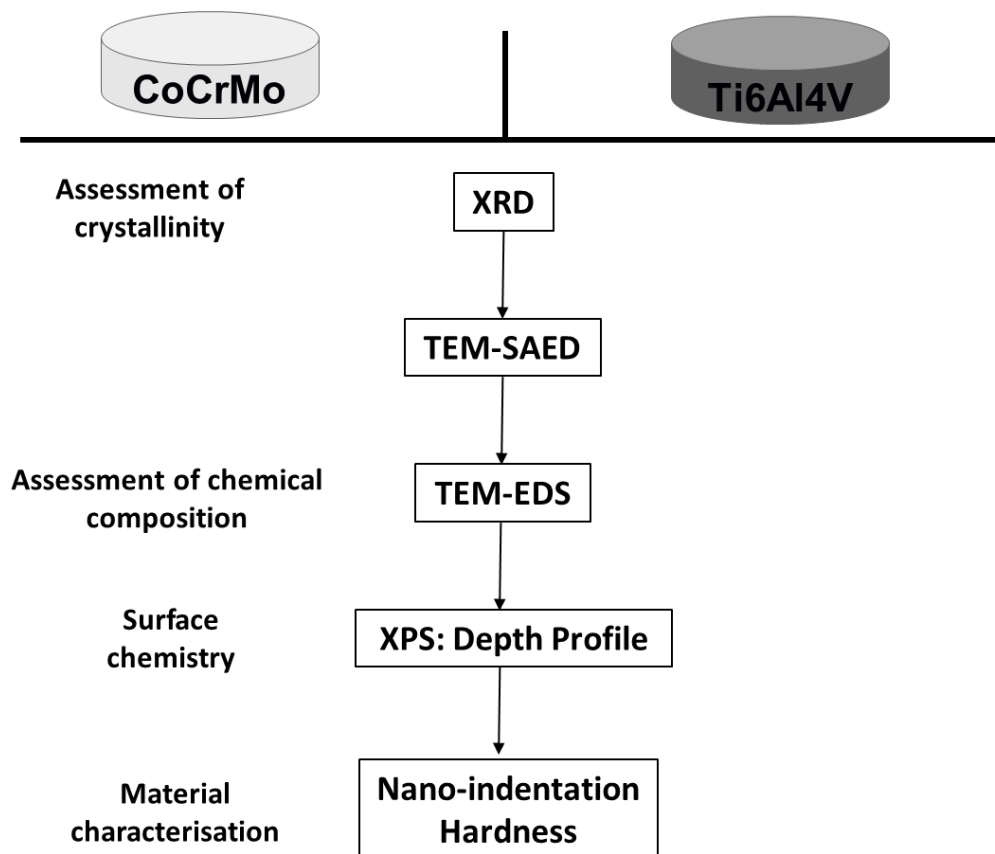 CoCrMo
Ti6Al4V
Assessment of
crystallinity
XRD
TEM-SAED
Assessment of chemical
composition
TEM-EDS
Surface
chemistry
XPS: Depth Profile
Material
characterisation
Nano-indentation
Hardness